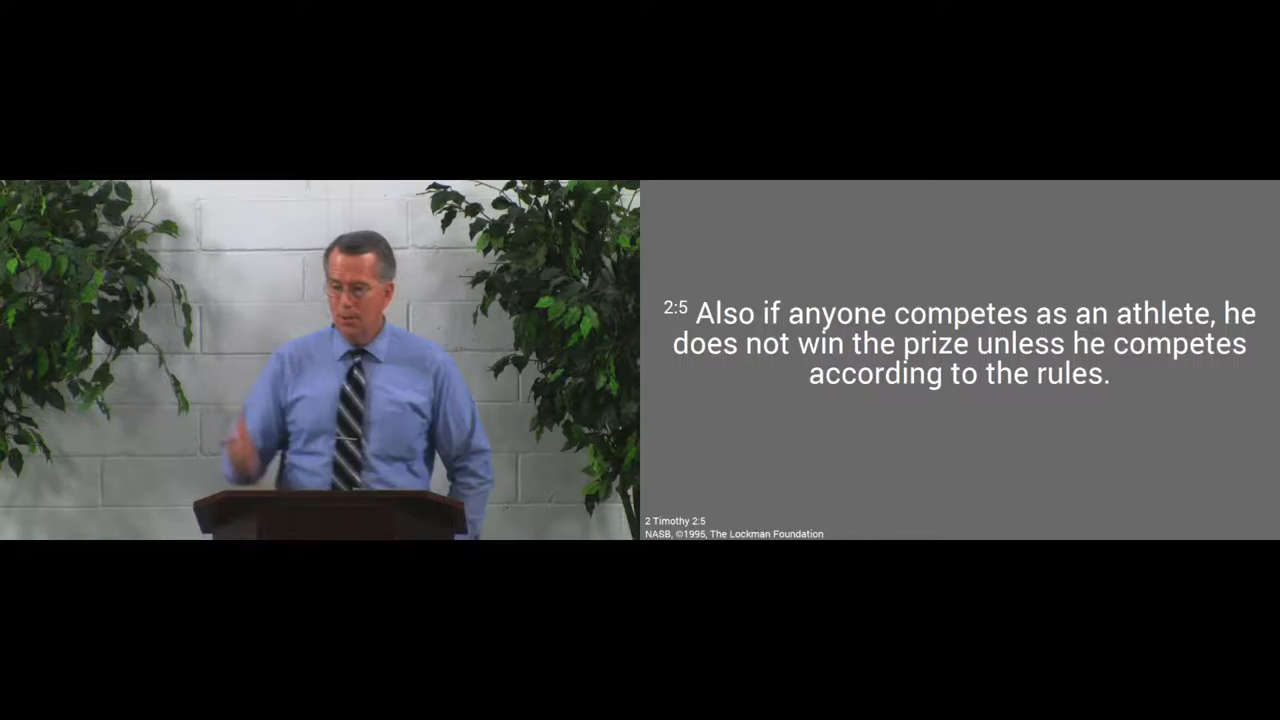 2:5 Also if anyone competes as an athlete, he
does not win the prize unless he competes
according to the rules.
2 Timothy 2:5
NASB, ©1995, The Lockman Foundation